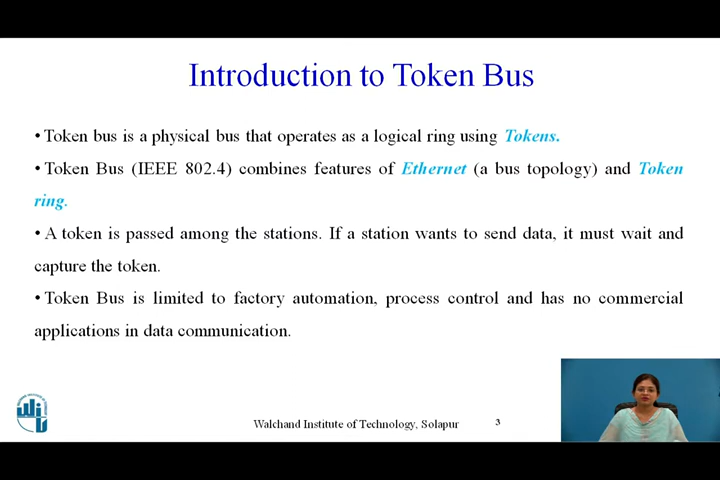 Introduction to Token Bus
• Token bus is a physical bus that operates as a logical ring using Tokens.
• Token Bus (IEEE 802.4) combines features of Ethernet (a bus topology) and Token
ring.
• A token is passed among the stations. If a station wants to send data, it must wait and
capture the token.
• Token Bus is limited to factory automation, process control and has no commercial
applications in data communication.
Walchand Institute of Technology, Solapur 3